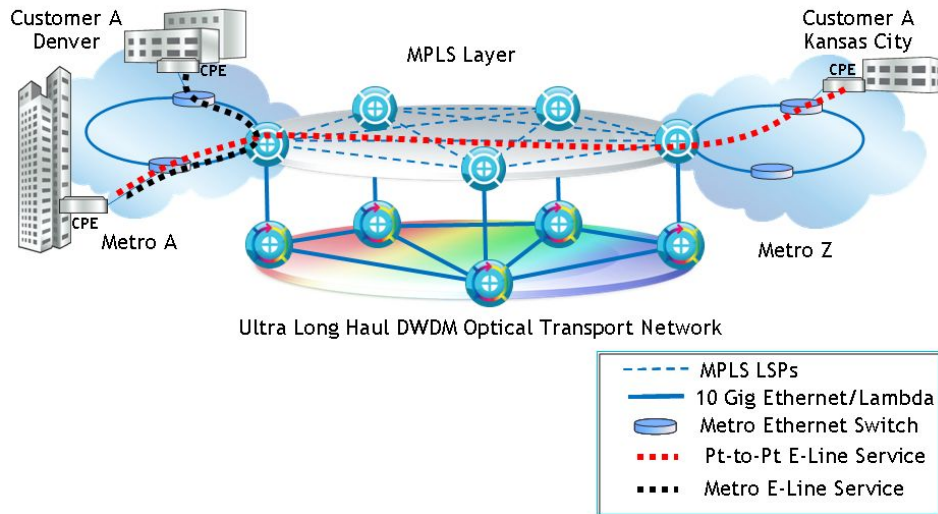 Customer A
Denver
CPE
MPLS Layer
Customer A
Kansas City
CPE
CPE
Metro A
Metro Z
Ultra Long Haul DWDM Optical Transport Network
MPLS LSPs
10 Gig Ethernet/Lambda
Metro Ethernet Switch
Pt-to-Pt E-Line Service
Metro E-Line Service